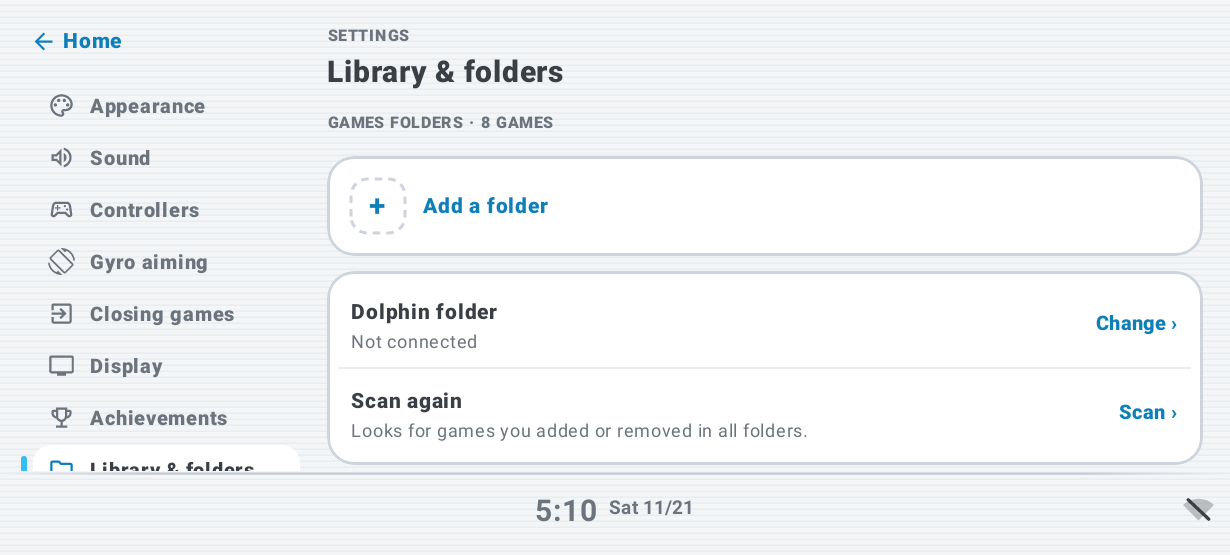 Home
Appearance
Sound
Controllers
Gyro aiming
Closing games
Display
Achievements
Library & folders
SETTINGS
Library & folders
GAMES FOLDERS · 8 GAMES
+ Add a folder
Dolphin folder
Not connected
Change ›
Scan again
Looks for games you added or removed in all folders.
Scan ›
5:10 Sat 11/21